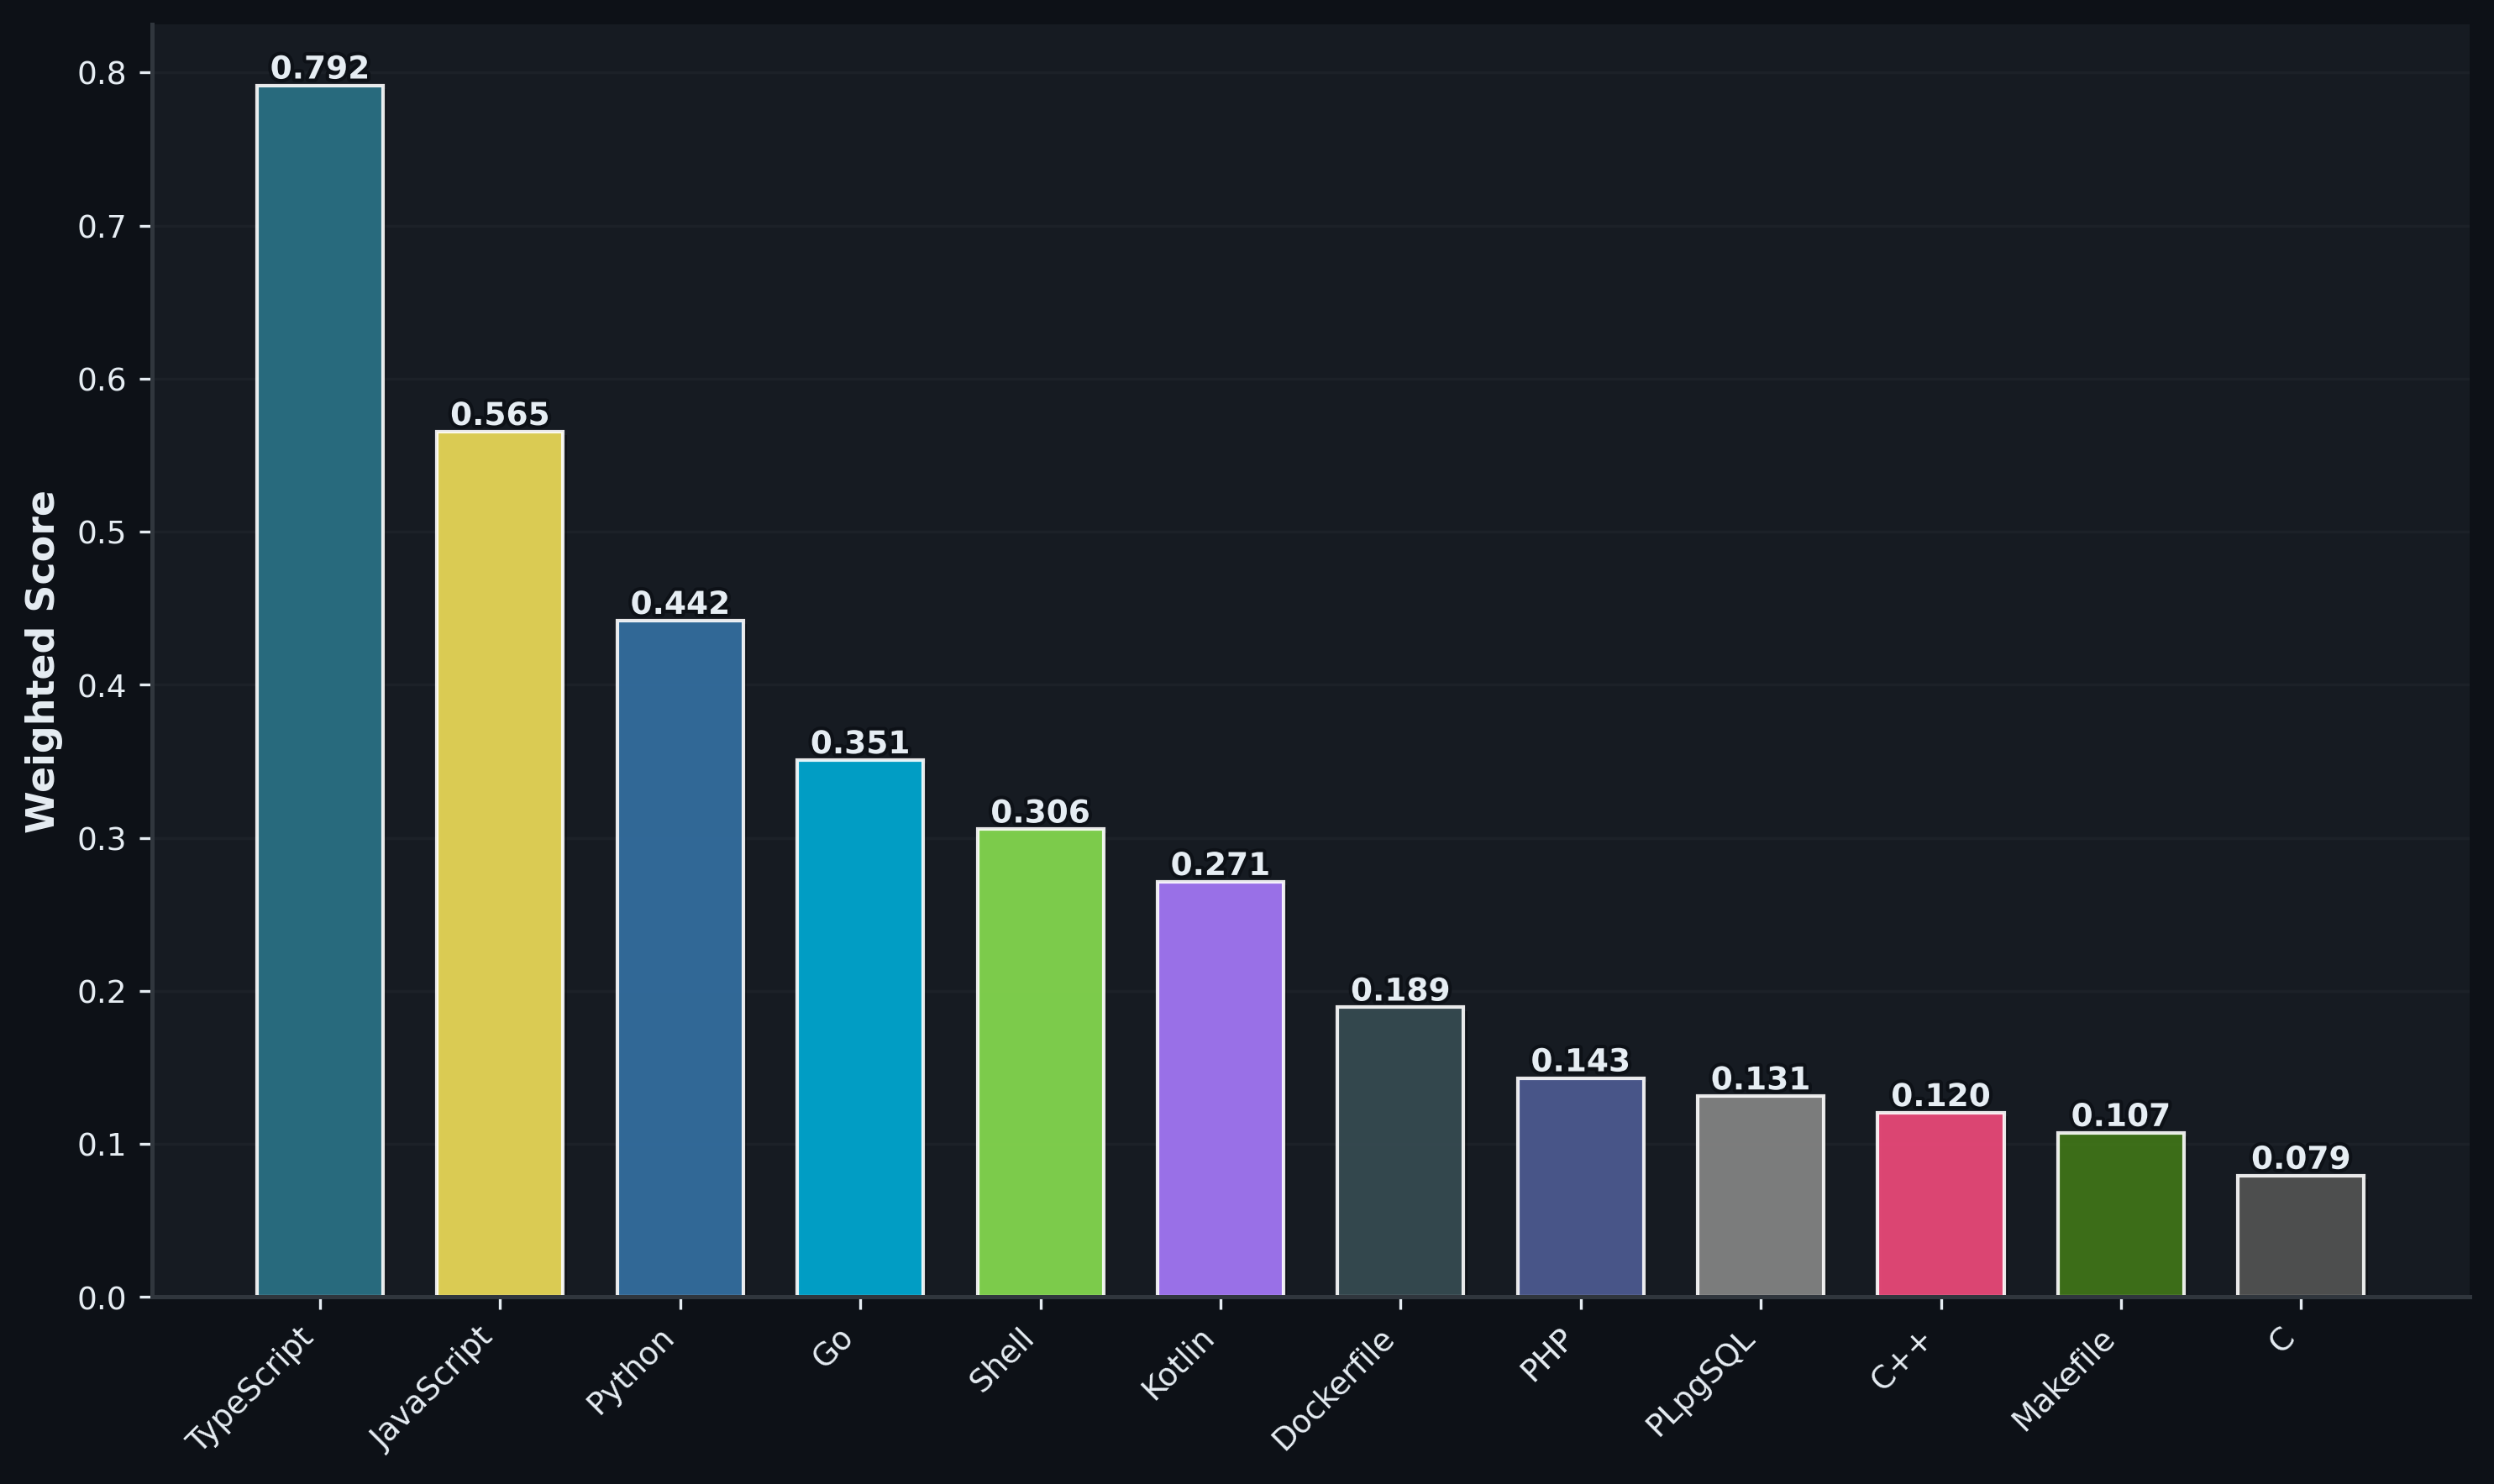 Weighted Score
0.8
0.7
0.6
0.5
0.4
0.3
0.2
0.1
0.0
0.792
0.565
0.442
0.351
0.306
0.271
0.189
0.143
0.131
0.120
0.107
0.079
TypeScript
JavaScript
Python
Go
Shell
Kotlin
Dockerfile
PHP
PLpgSQL
C++
Makefile
C